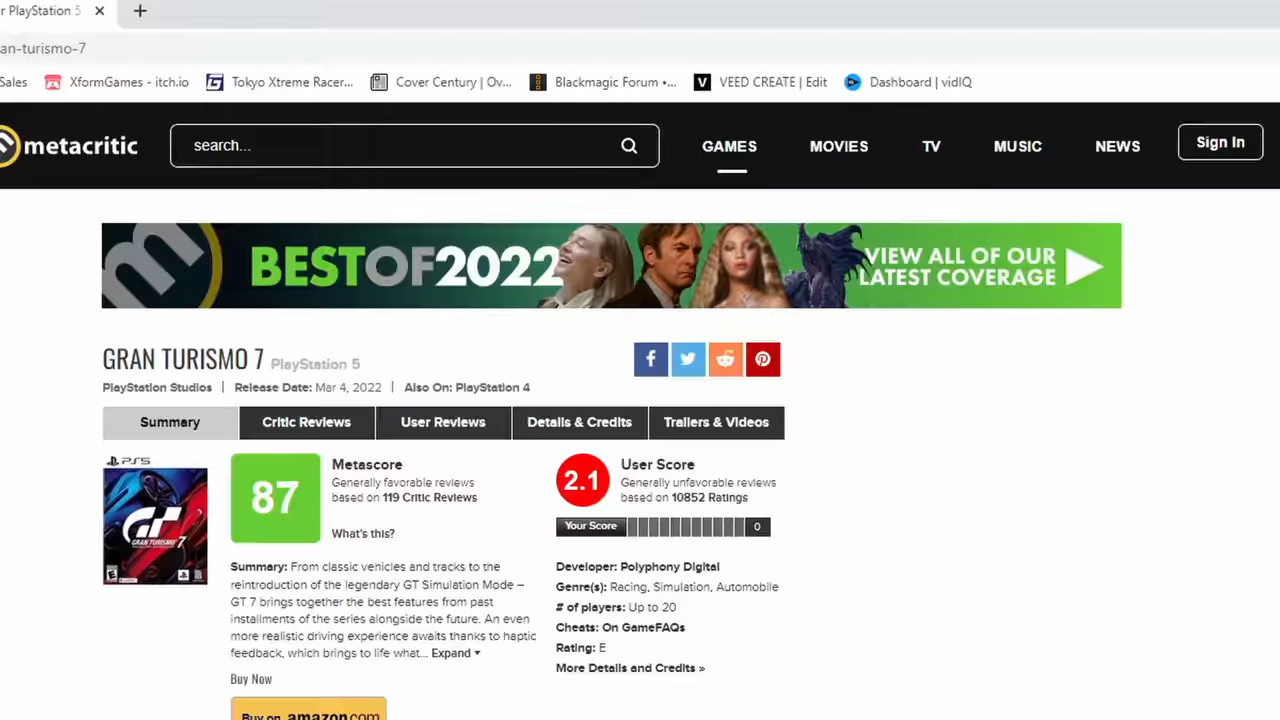 r PlayStation 5
an-turismo-7
Sales XformGames - itch.io Tokyo Xtreme Racer... Cover Century | Ov... Blackmagic Forum •... V VEED CREATE | Edit Dashboard | vidIQ
metacritic search... GAMES MOVIES TV MUSIC NEWS Sign In
BESTOF2022 VIEW ALL OF OUR
LATEST COVERAGE
GRAN TURISMO 7 PlayStation 5
PlayStation Studios | Release Date: Mar 4, 2022 | Also On: PlayStation 4
Summary Critic Reviews User Reviews Details & Credits Trailers & Videos
PS5
GT
GRAN TURISMO 7
87
Metascore
Generally favorable reviews
based on 119 Critic Reviews
What's this?
Summary: From classic vehicles and tracks to the
reintroduction of the legendary GT Simulation Mode –
GT 7 brings together the best features from past
installments of the series alongside the future. An even
more realistic driving experience awaits thanks to haptic
feedback, which brings to life what... Expand
Buy Now
Buy on amazon.com
2.1
User Score
Generally unfavorable reviews
based on 10852 Ratings
Your Score 0
Developer: Polyphony Digital
Genre(s): Racing, Simulation, Automobile
# of players: Up to 20
Cheats: On GameFAQs
Rating: E
More Details and Credits »